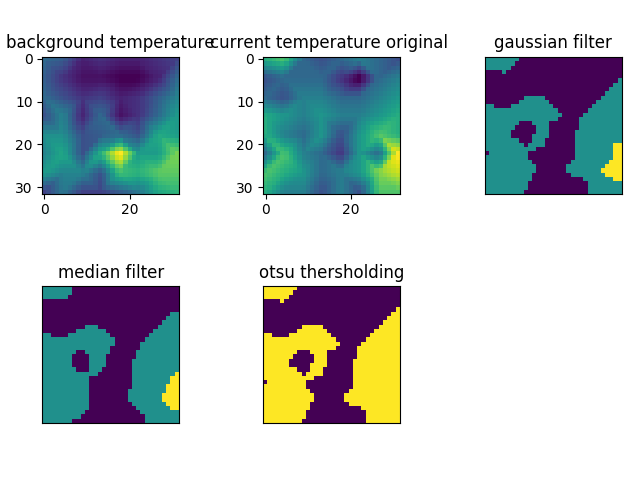 background temperature
current temperature original
gaussian filter
0
10
20
30
0
20
0
10
20
30
0
20
median filter
otsu thersholding